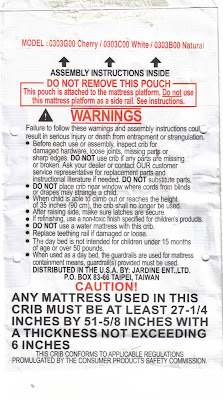 MODEL: 0303G00 Cherry / 0303C00 White / 0303B00 Natural
ASSEMBLY INSTRUCTIONS INSIDE
DO NOT REMOVE THIS POUCH
This pouch is attached to the mattress platform. Do not use
this mattress platform as a side rail. See instructions.
WARNINGS
Failure to follow these warnings and assembly instructions could
result in serious injury or death from entrapment or strangulation.
● Before each use or assembly, inspect crib for
damaged hardware, loose joints, missing parts or
sharp edges. DO NOT use crib if any parts are missing
or broken. Ask your dealer or contact OUR customer
service representative for replacement parts and
instructional literature if needed. DO NOT substitute parts.
● DO NOT place crib near window where cords from blinds
or drapes may strangle a child.
● When child is able to climb out or reaches the height
of 35 inches (90 cm), the crib shall no longer be used.
● After raising side, make sure latches are secure.
● If refinishing, use a non-toxic finish specified for children's products.
● DO NOT use a water mattress with this crib.
● Replace teething rail if damaged or loose.
● The day bed is not intended for children under 15 months
of age or over 50 pounds.
● When used as a day bed, the guardrails are for mattress
containment means, guardrail(s) provided must be used.
DISTRIBUTED IN THE U.S.A. BY: JARDINE ENT.,LTD.
P.O. BOX 83-66 TAIPEI, TAIWAN
CAUTION!
ANY MATTRESS USED IN THIS
CRIB MUST BE AT LEAST 27-1/4
INCHES BY 51-5/8 INCHES WITH
A THICKNESS NOT EXCEEDING
6 INCHES
THIS CRIB CONFORMS TO APPLICABLE REGULATIONS
PROMULGATED BY THE CONSUMER PRODUCTS SAFETY COMMISSION.